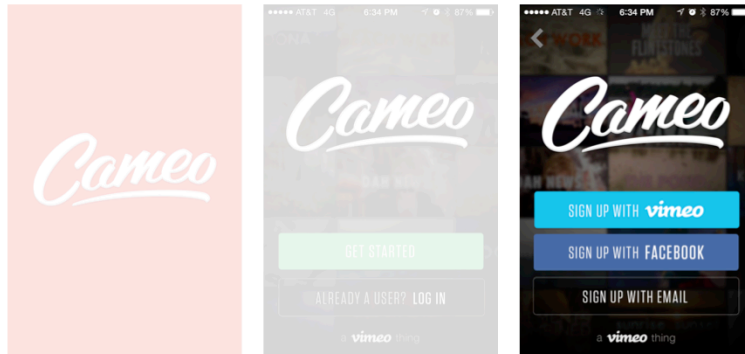 Cameo
AT&T 4G 6:34 PM 87%
Cameo
GET STARTED
ALREADY A USER? LOG IN
a vimeo thing
AT&T 4G 6:34 PM 87%
Cameo
SIGN UP WITH vimeo
SIGN UP WITH FACEBOOK
SIGN UP WITH EMAIL
a vimeo thing